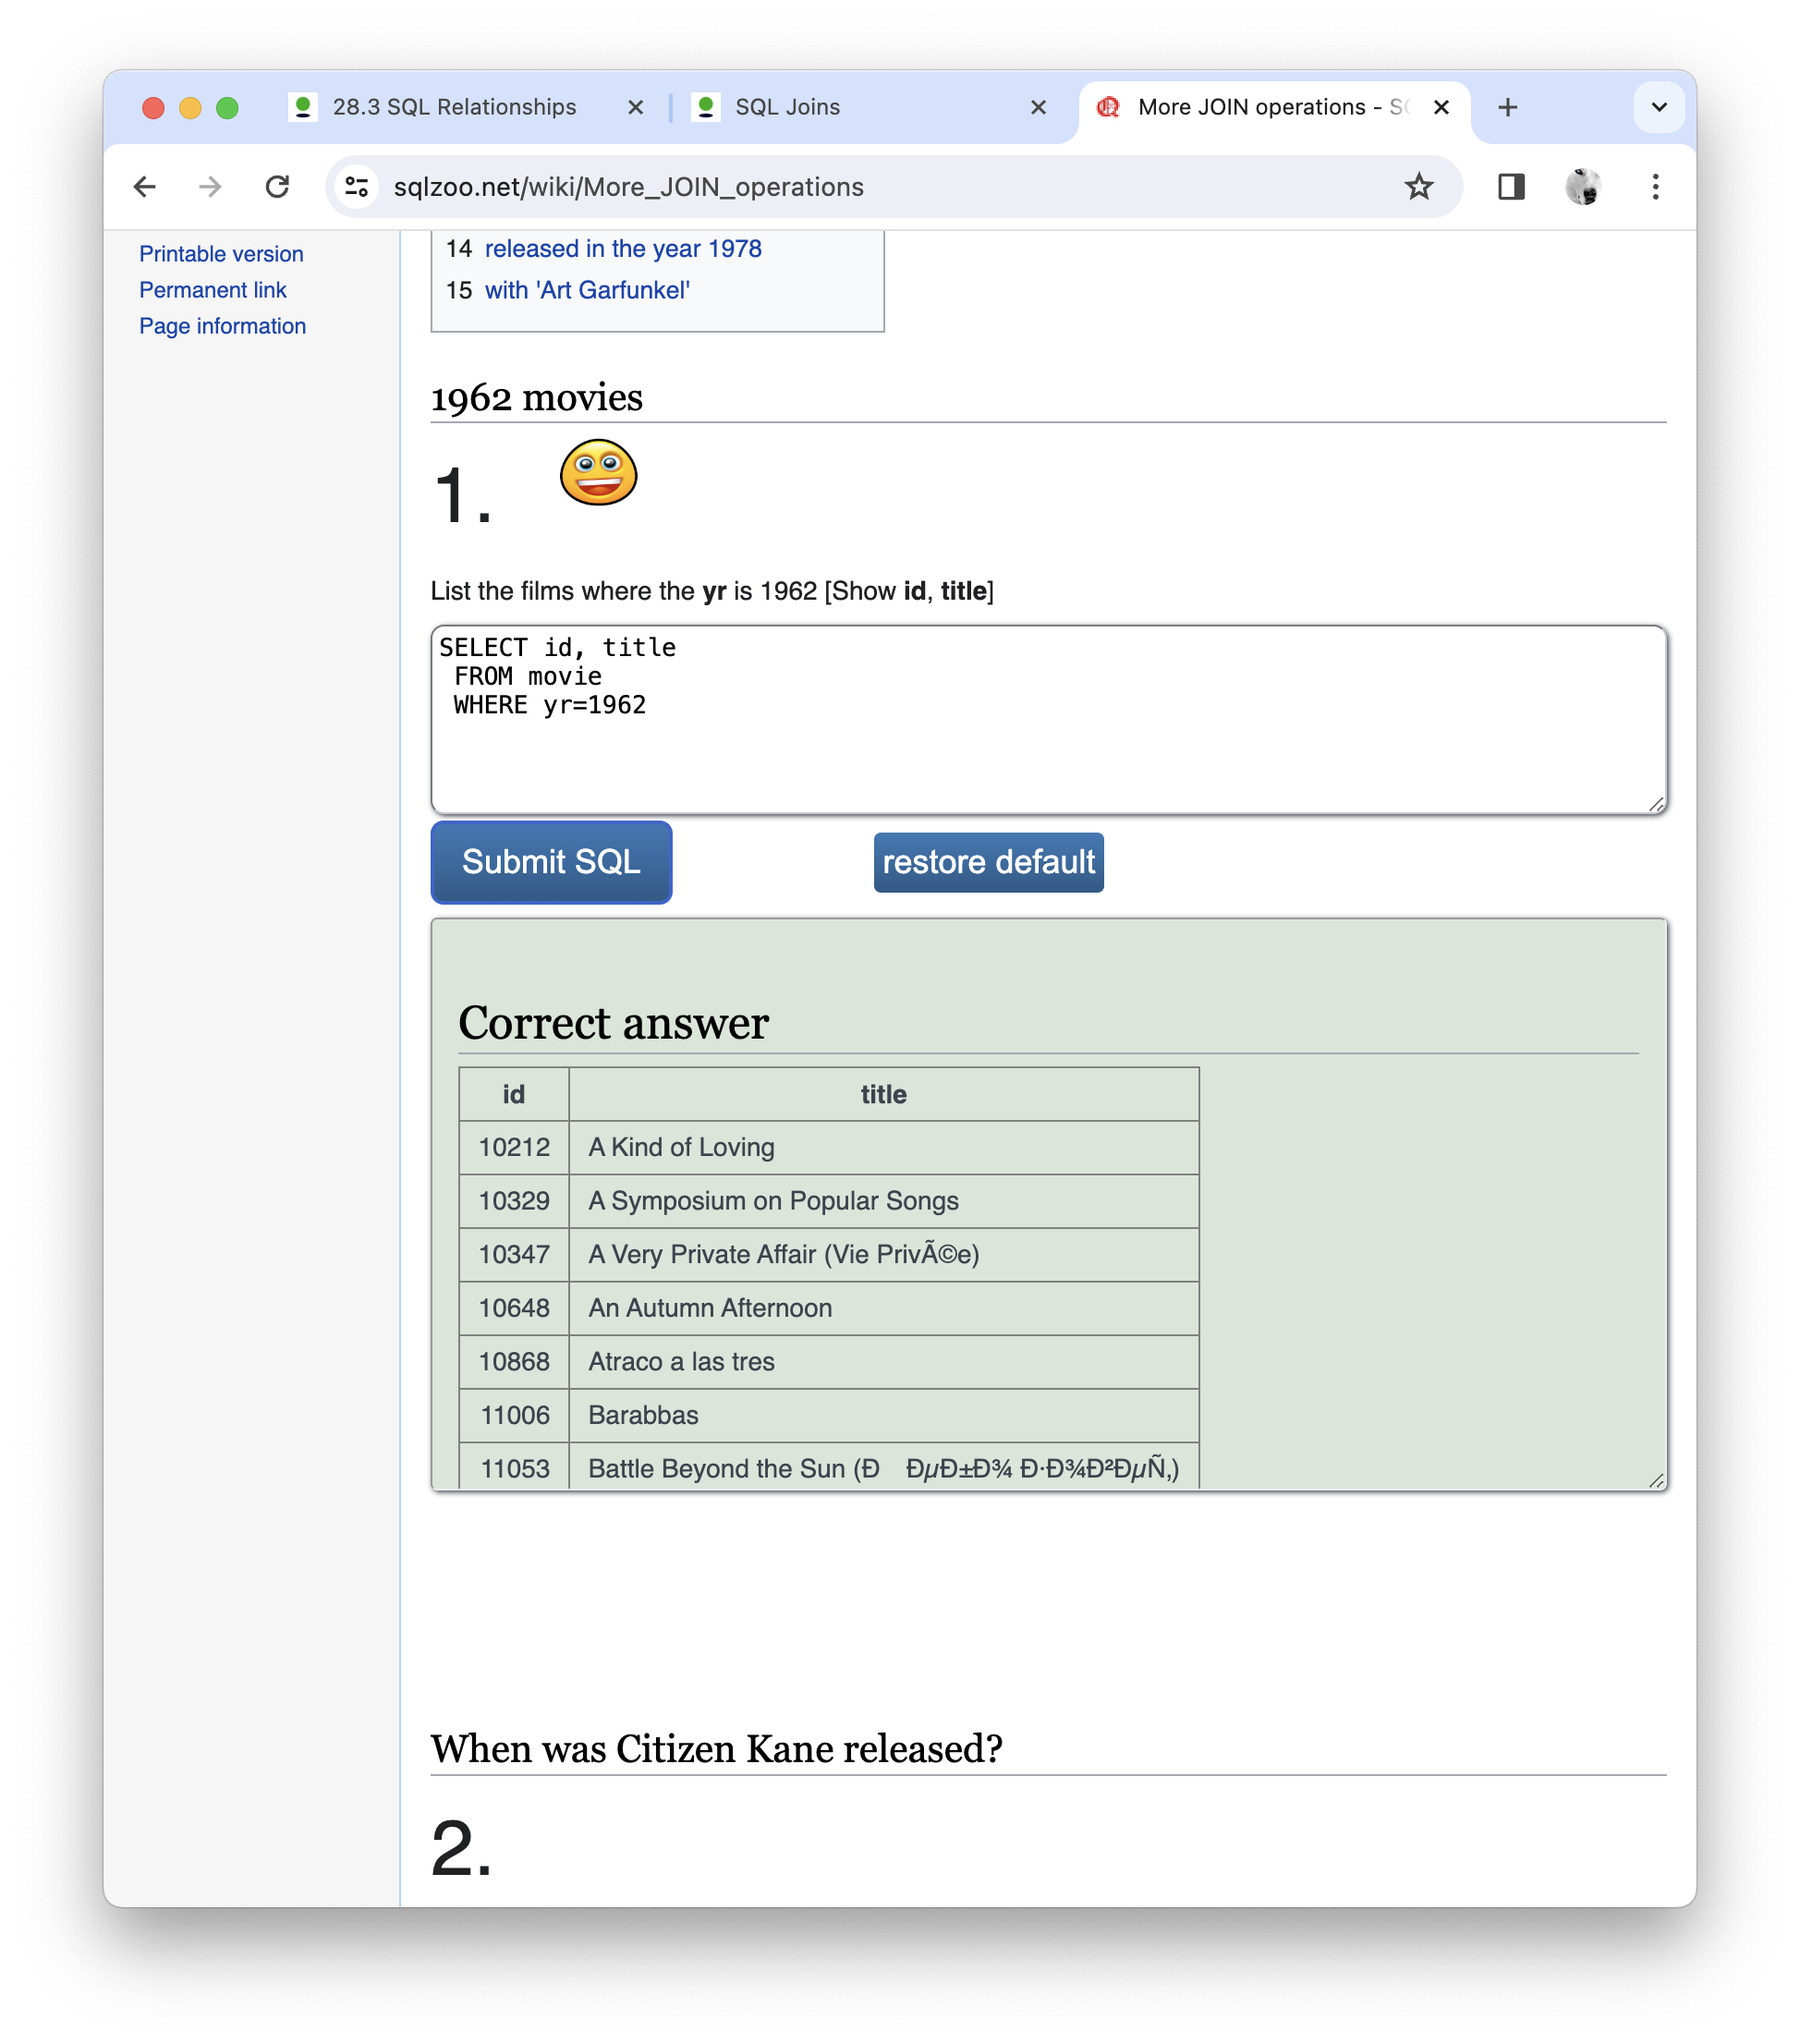 28.3 SQL Relationships
SQL Joins
More JOIN operations - S
sqlzoo.net/wiki/More_JOIN_operations
Printable version
Permanent link
Page information
14 released in the year 1978
15 with 'Art Garfunkel'
1962 movies
1.
List the films where the yr is 1962 [Show id, title]
SELECT id, title
FROM movie
WHERE yr=1962
Submit SQL
restore default
Correct answer
id title
10212 A Kind of Loving
10329 A Symposium on Popular Songs
10347 A Very Private Affair (Vie PrivÃ©e)
10648 An Autumn Afternoon
10868 Atraco a las tres
11006 Barabbas
11053 Battle Beyond the Sun (Ð ÐµÐ±Ð¾ Ð·Ð¾Ð²ÐµÑ‚)
When was Citizen Kane released?
2.